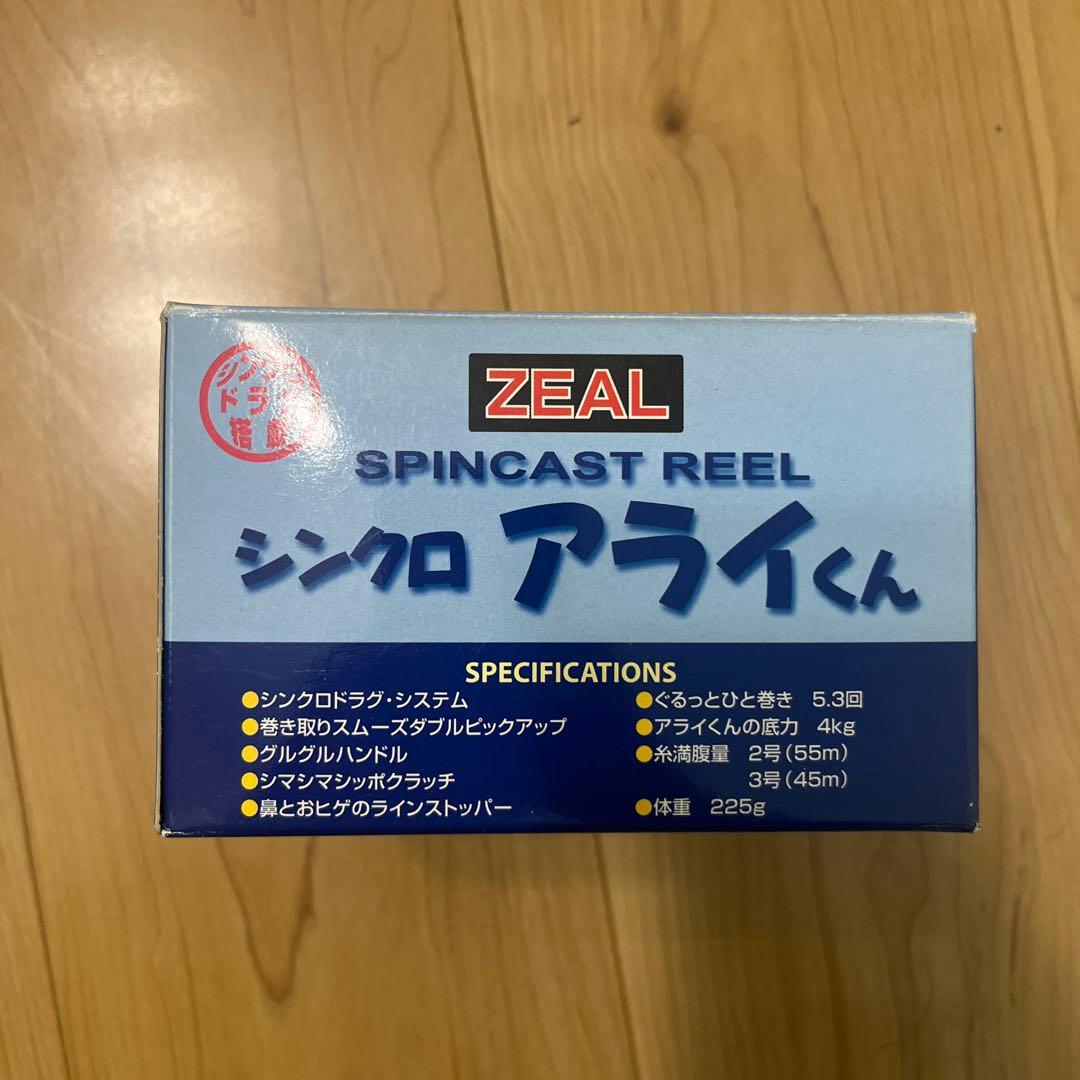 シン
ドラ
搭
ZEAL
SPINCAST REEL
シンクロ アライくん
SPECIFICATIONS
●シンクロドラグ・システム
●巻き取りスムーズダブルピックアップ
●グルグルハンドル
●シマシマシッポクラッチ
●鼻とおヒゲのラインストッパー
●ぐるっとひと巻き 5.3回
●アライくんの底力 4kg
●糸満腹量 2号(55m)
3号(45m)
●体重 225g